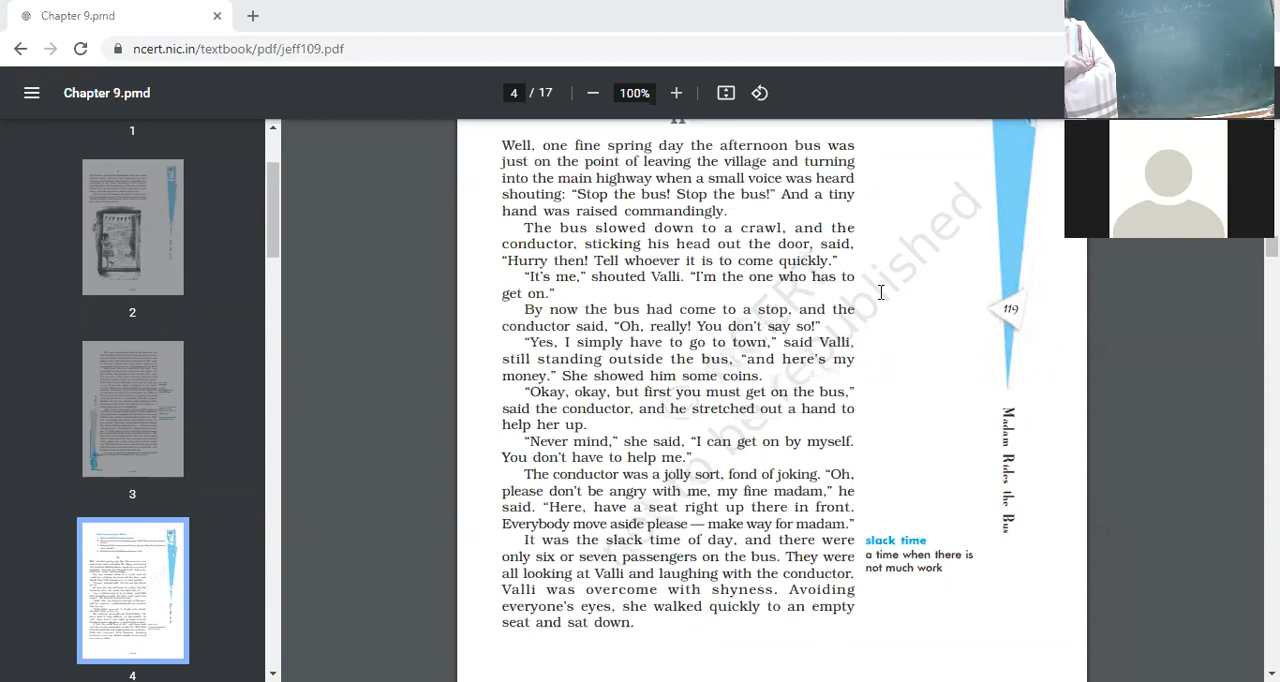 Chapter 9.pmd
ncert.nic.in/textbook/pdf/jeff109.pdf
Chapter 9.pmd
4 / 17
100%
1
2
3
4
II
Well, one fine spring day the afternoon bus was
just on the point of leaving the village and turning
into the main highway when a small voice was heard
shouting, “Stop the bus! Stop the bus!” And a tiny
hand was raised commandingly.
The bus slowed down to a crawl, and the
conductor, sticking his head out the door, said,
“Hurry then! Tell whoever it is to come quickly.”
“It’s me,” shouted Valli. “I’m the one who has to
get on.”
By now the bus had come to a stop, and the
conductor said, “Oh, really! You don’t say so!”
“Yes, I simply have to go to town,” said Valli,
still standing outside the bus, “and here’s my
money.” She showed him some coins.
“Okay, okay, but first you must get on the bus,”
said the conductor, and he stretched out a hand to
help her up.
“Never mind,” she said, “I can get on by myself.
You don’t have to help me.”
The conductor was a jolly sort, fond of joking. “Oh,
please don’t be angry with me, my fine madam,” he
said. “Here, have a seat right up there in front.
Everybody move aside please — make way for madam.”
It was the slack time of day, and there were
only six or seven passengers on the bus. They were
all looking at Valli and laughing with the conductor.
Valli was overcome with shyness. Avoiding
everyone’s eyes, she walked quickly to an empty
seat and sat down.
slack time
a time when there is
not much work
119
Madam Rides the Bus